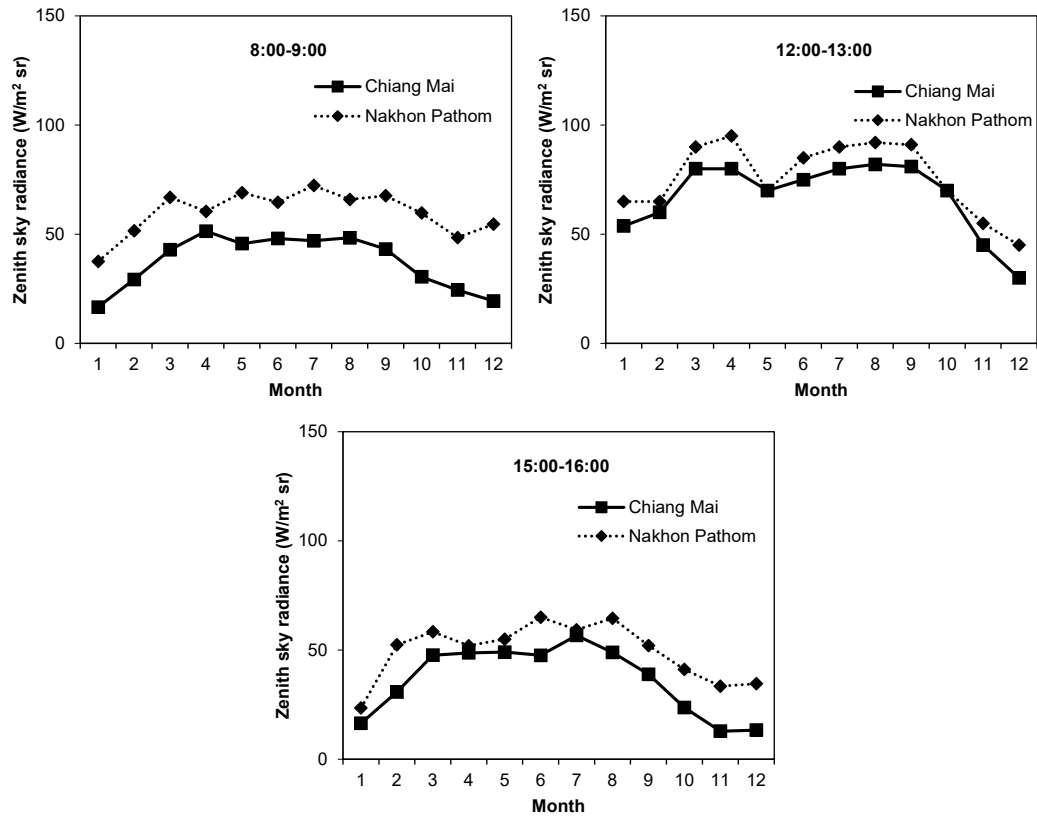 150
100
50
0
Zenith sky radiance (W/m² sr)
8:00-9:00
Chiang Mai
Nakhon Pathom
1 2 3 4 5 6 7 8 9 10 11 12
Month
150
100
50
0
Zenith sky radiance (W/m² sr)
12:00-13:00
Chiang Mai
Nakhon Pathom
1 2 3 4 5 6 7 8 9 10 11 12
Month
150
100
50
0
Zenith sky radiance (W/m² sr)
15:00-16:00
Chiang Mai
Nakhon Pathom
1 2 3 4 5 6 7 8 9 10 11 12
Month